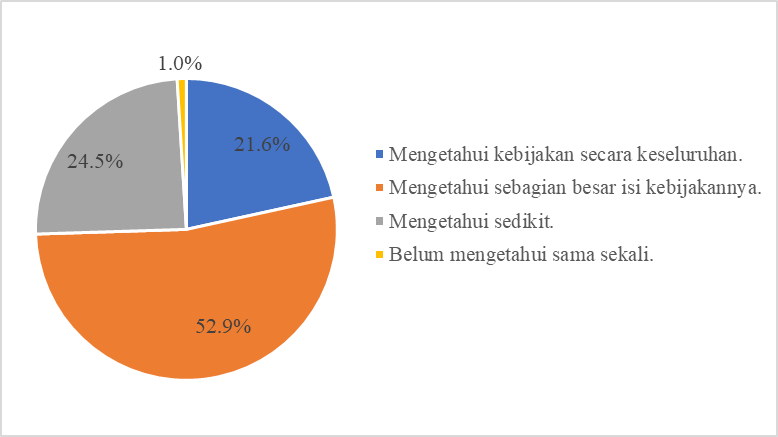 1.0%
21.6%
24.5%
52.9%
Mengetahui kebijakan secara keseluruhan.
Mengetahui sebagian besar isi kebijakannya.
Mengetahui sedikit.
Belum mengetahui sama sekali.